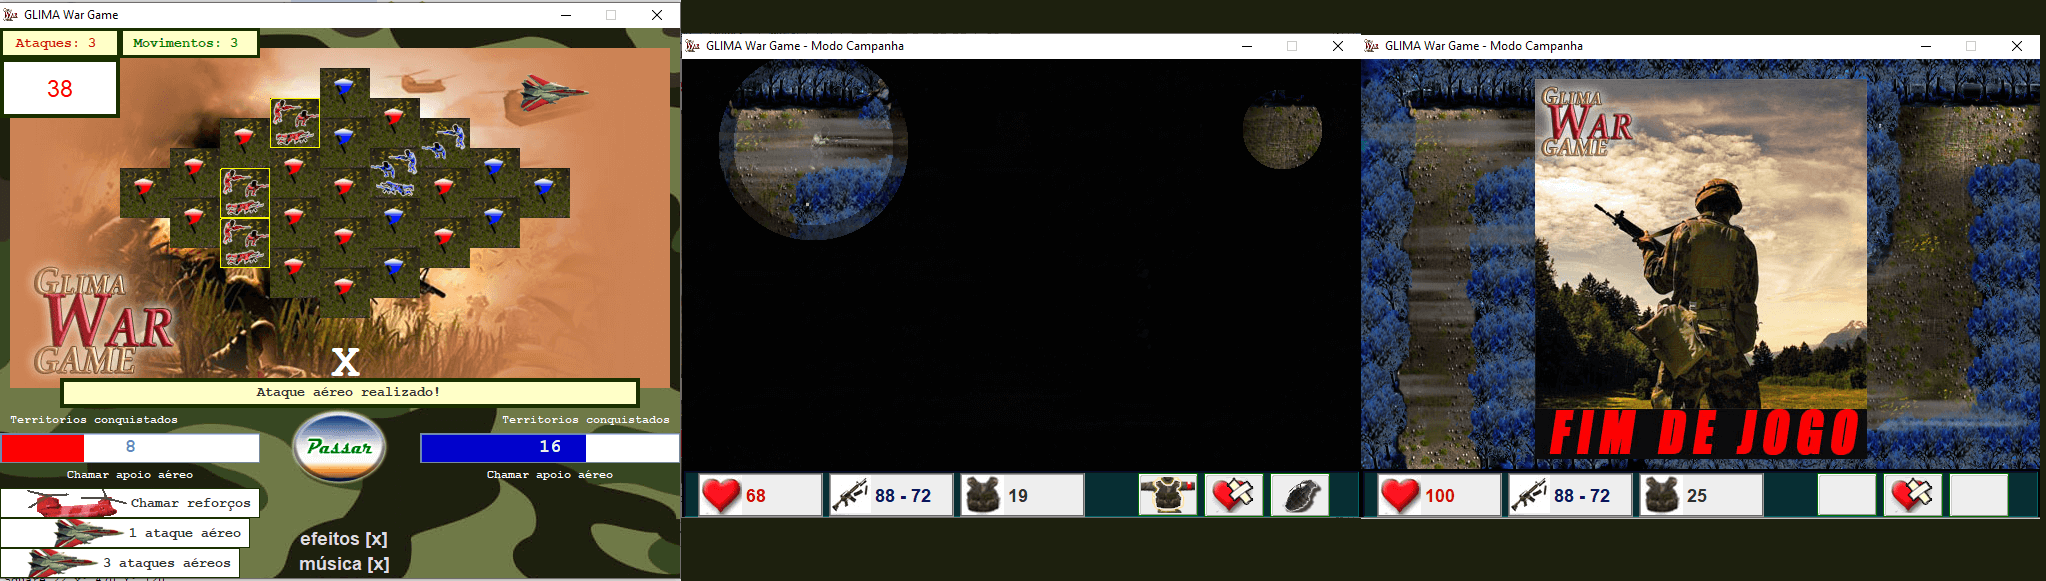 GLIMA War Game
Ataques: 3
Movimentos: 3
38
GLIMA
WAR
GAME
X
Ataque aéreo realizado!
Territorios conquistados
8
Chamar apoio aéreo
Chamar reforços
1 ataque aéreo
3 ataques aéreos
Passar
Territorios conquistados
16
Chamar apoio aéreo
efeitos [x]
música [x]
GLIMA War Game - Modo Campanha
68
88 - 72
19
GLIMA War Game - Modo Campanha
GLIMA
WAR
GAME
FIM DE JOGO
100
88 - 72
25